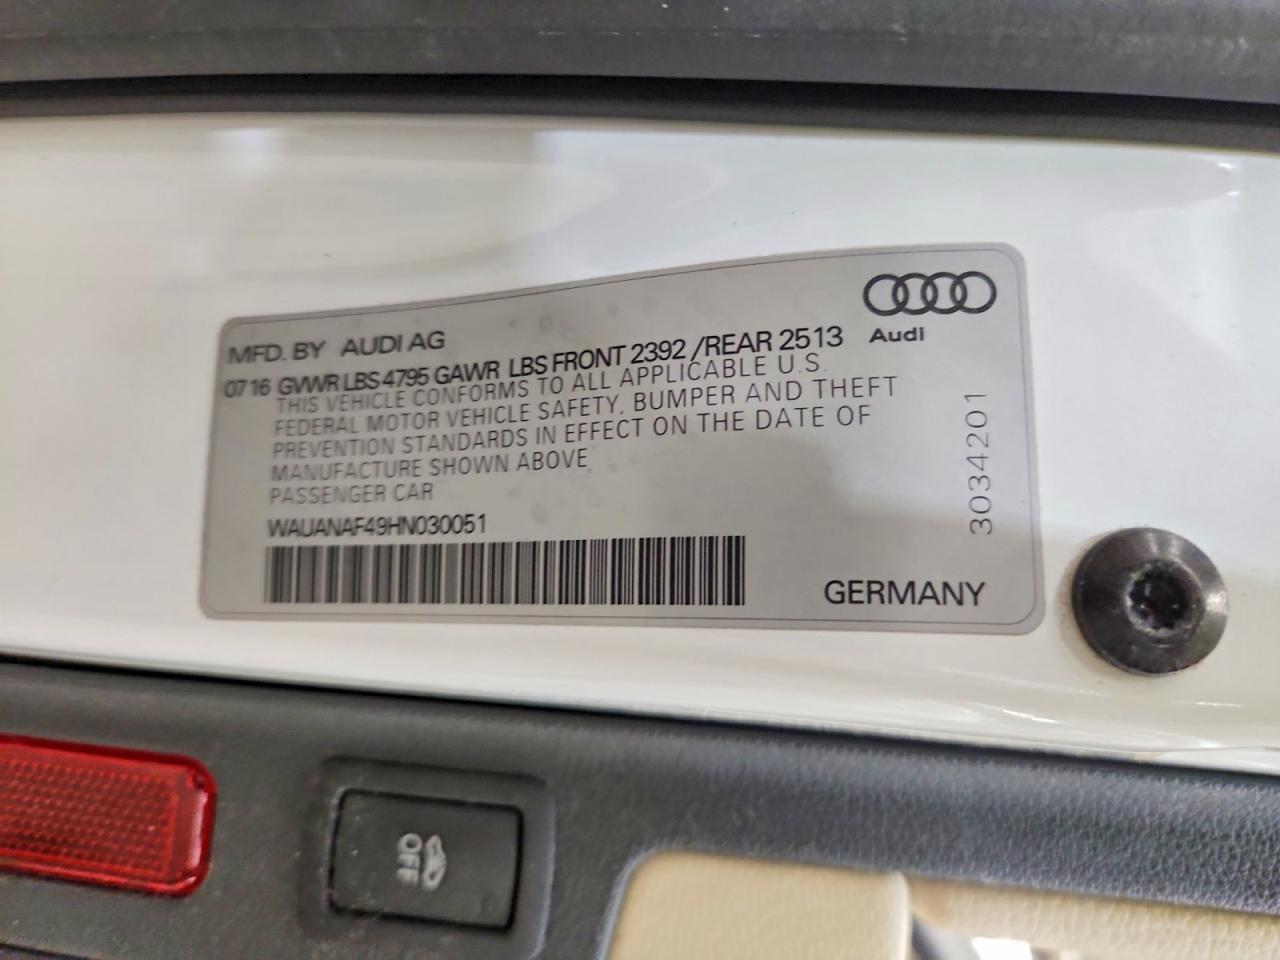 Audi
MFD. BY AUDI AG
0716 GVWR LBS 4795 GAWR LBS FRONT 2392 /REAR 2513
THIS VEHICLE CONFORMS TO ALL APPLICABLE U.S.
FEDERAL MOTOR VEHICLE SAFETY, BUMPER AND THEFT
PREVENTION STANDARDS IN EFFECT ON THE DATE OF
MANUFACTURE SHOWN ABOVE
PASSENGER CAR
WAUANAF49HN030051
GERMANY
3034201
OFF